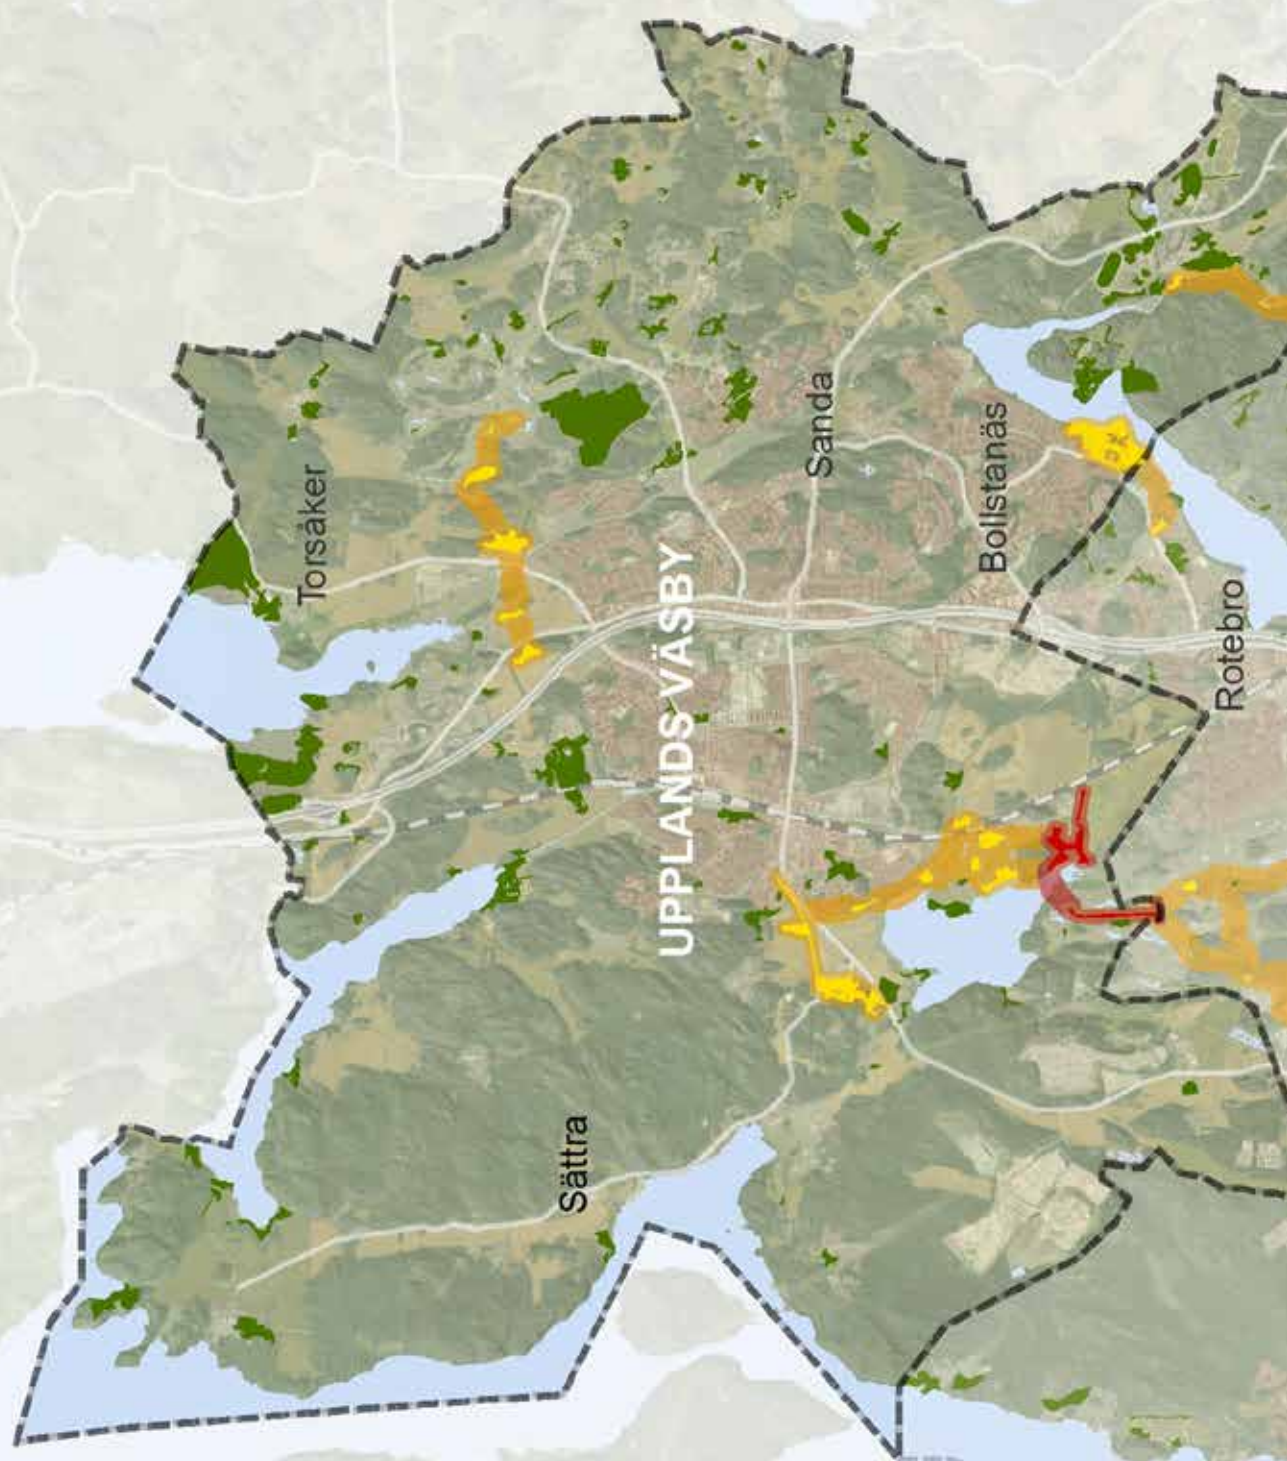 Torsåker
Sanda
Bollstanäs
UPPLANDS VÄSBY
Rotebro
Sättra